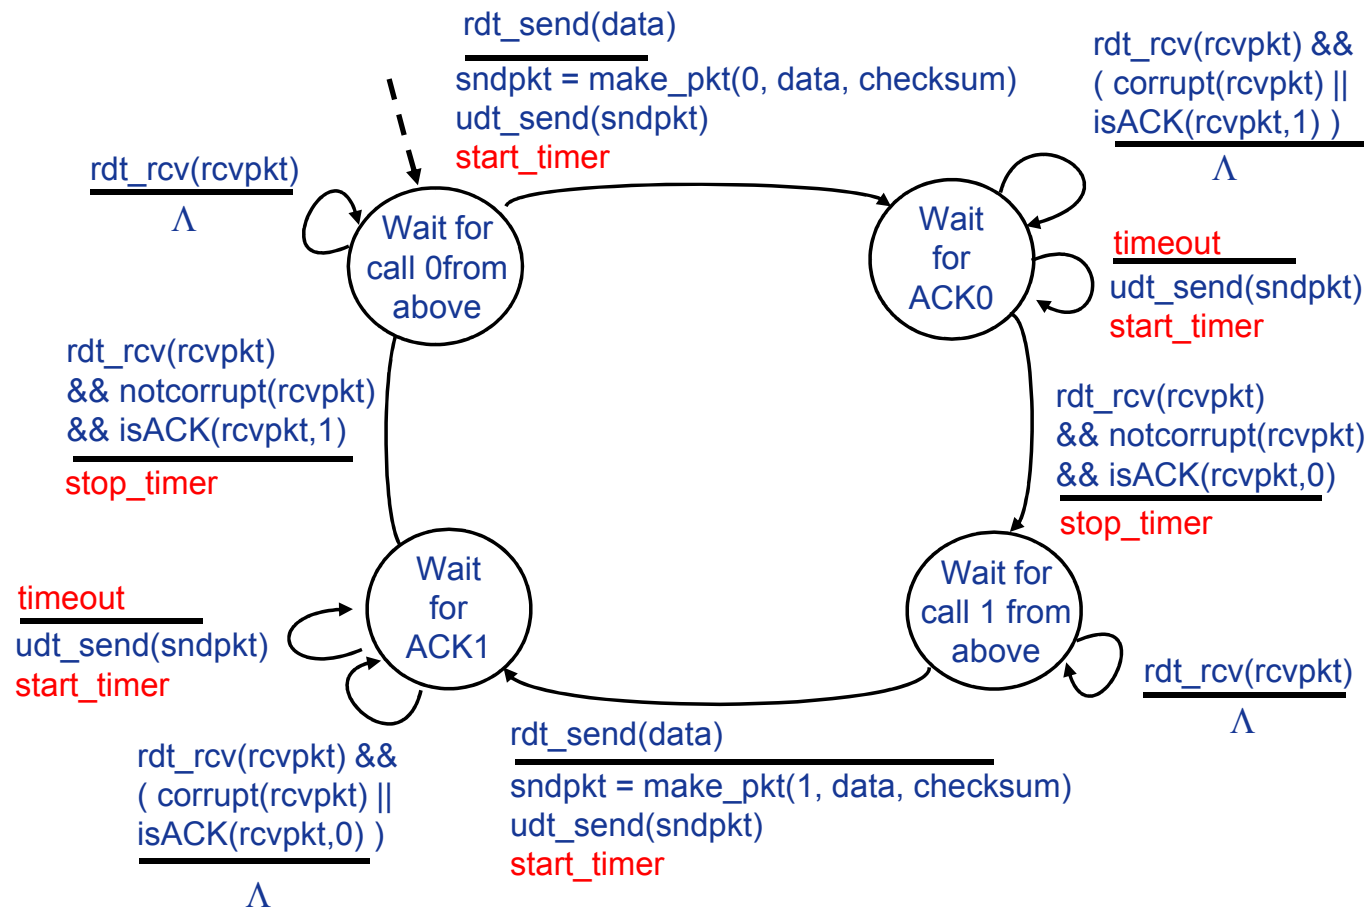 rdt_send(data)
sndpkt = make_pkt(0, data, checksum)
udt_send(sndpkt)
start_timer
rdt_rcv(rcvpkt) &&
( corrupt(rcvpkt) ||
isACK(rcvpkt,1) )
Λ
rdt_rcv(rcvpkt)
Λ
Wait for
call 0from
above
Wait
for
ACK0
timeout
udt_send(sndpkt)
start_timer
rdt_rcv(rcvpkt)
&& notcorrupt(rcvpkt)
&& isACK(rcvpkt,1)
stop_timer
rdt_rcv(rcvpkt)
&& notcorrupt(rcvpkt)
&& isACK(rcvpkt,0)
stop_timer
Wait
for
ACK1
Wait for
call 1 from
above
timeout
udt_send(sndpkt)
start_timer
rdt_rcv(rcvpkt)
Λ
rdt_rcv(rcvpkt) &&
( corrupt(rcvpkt) ||
isACK(rcvpkt,0) )
Λ
rdt_send(data)
sndpkt = make_pkt(1, data, checksum)
udt_send(sndpkt)
start_timer